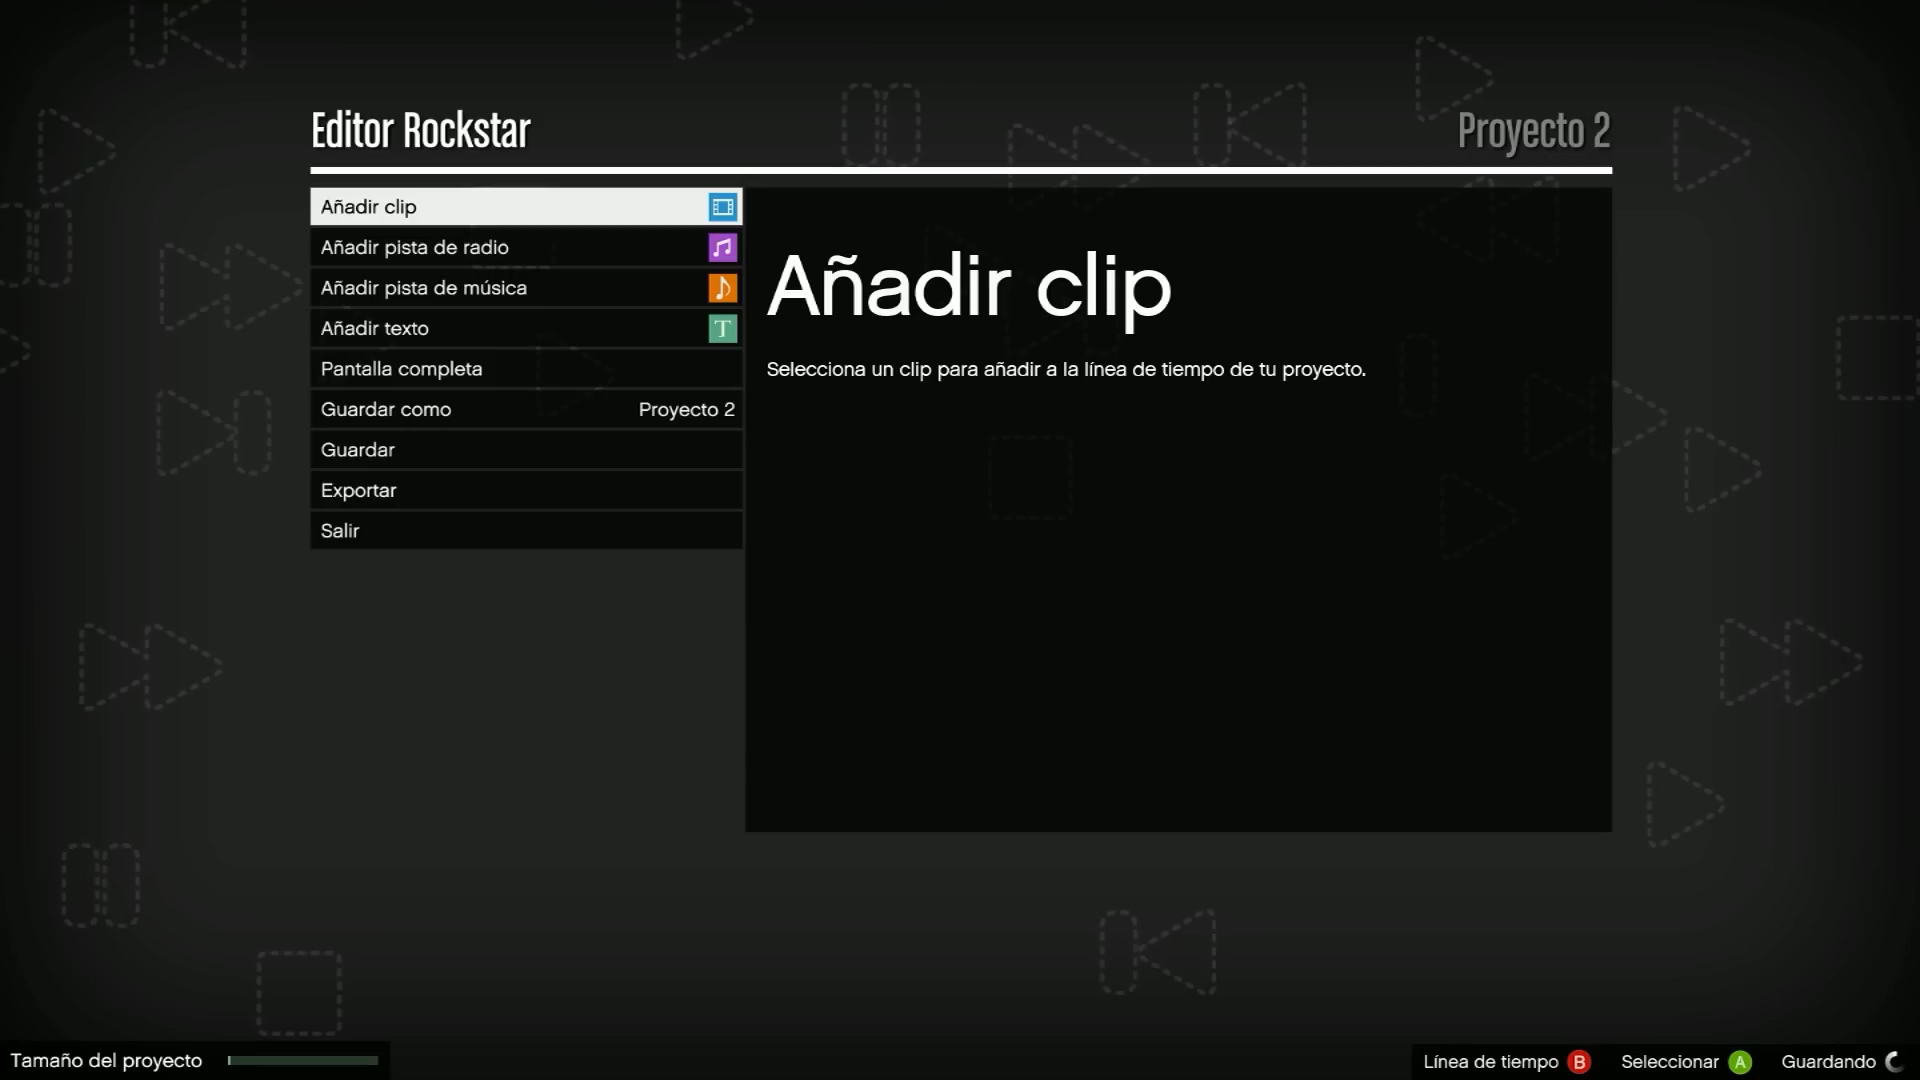 Editor Rockstar
Proyecto 2
Añadir clip
Añadir pista de radio
Añadir pista de música
Añadir texto
T
Pantalla completa
Guardar como Proyecto 2
Guardar
Exportar
Salir
Añadir clip
Selecciona un clip para añadir a la línea de tiempo de tu proyecto.
Tamaño del proyecto
Línea de tiempo B Seleccionar A Guardando